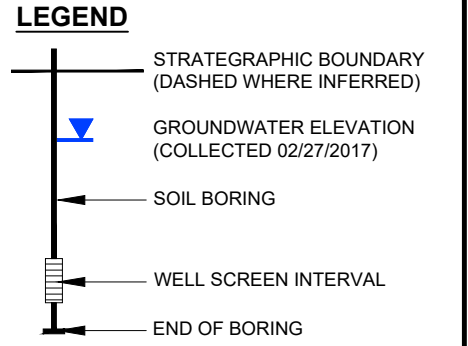 LEGEND
STRATEGRAPHIC BOUNDARY
(DASHED WHERE INFERRED)
GROUNDWATER ELEVATION
(COLLECTED 02/27/2017)
SOIL BORING
WELL SCREEN INTERVAL
END OF BORING